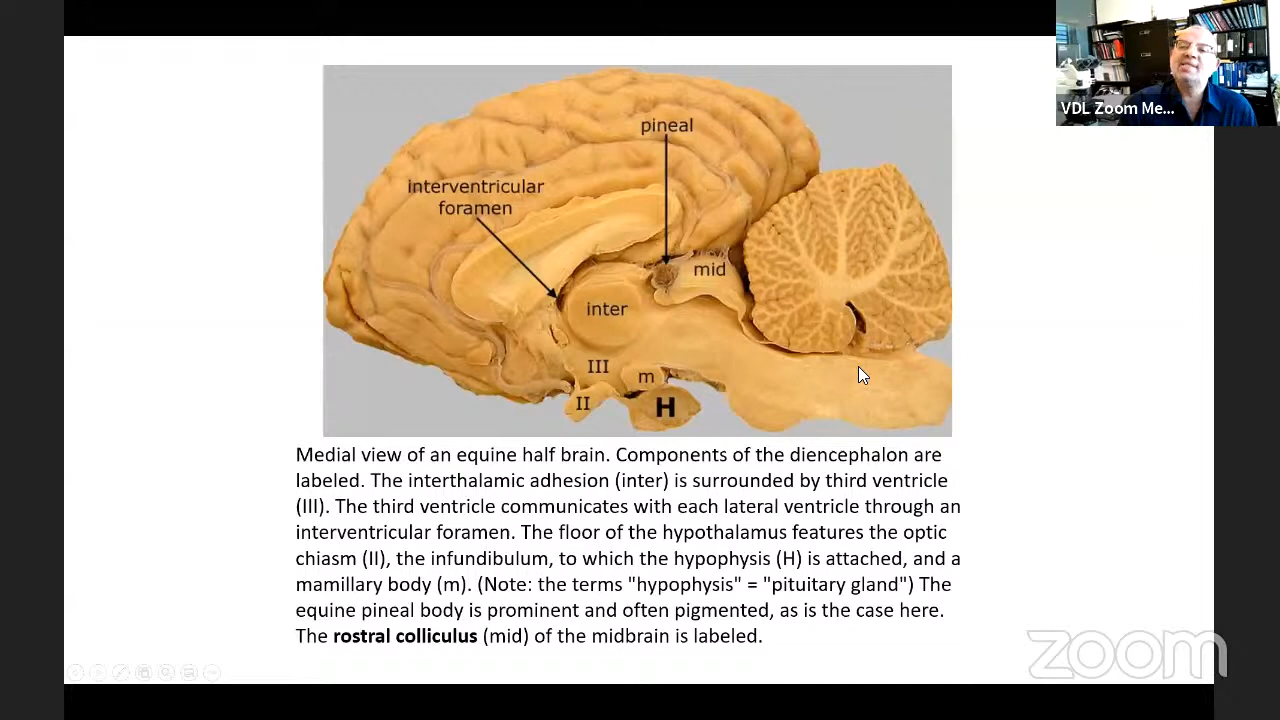 VDL Zoom Me...
pineal
interventricular
foramen
mid
inter
III
m
II
H
Medial view of an equine half brain. Components of the diencephalon are
labeled. The interthalamic adhesion (inter) is surrounded by third ventricle
(III). The third ventricle communicates with each lateral ventricle through an
interventricular foramen. The floor of the hypothalamus features the optic
chiasm (II), the infundibulum, to which the hypophysis (H) is attached, and a
mamillary body (m). (Note: the terms "hypophysis" = "pituitary gland") The
equine pineal body is prominent and often pigmented, as is the case here.
The rostral colliculus (mid) of the midbrain is labeled.
zoom